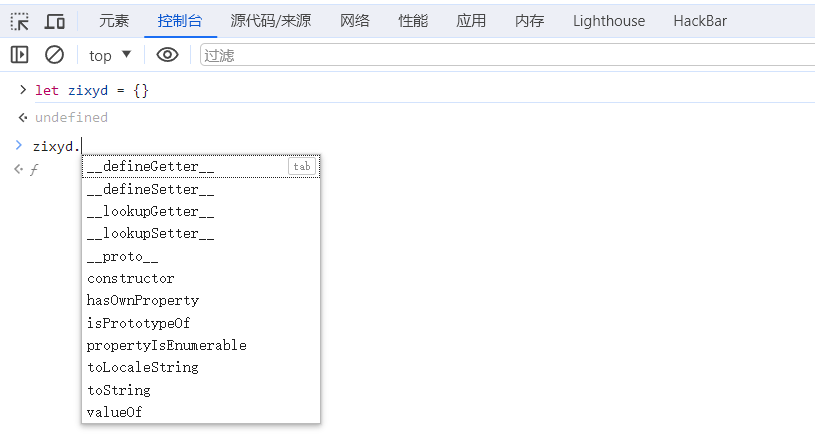 元素 控制台 源代码/来源 网络 性能 应用 内存 Lighthouse HackBar
top 过滤
let zixyd = {}
undefined
zixyd.
f
__defineGetter__ tab
__defineSetter__
__lookupGetter__
__lookupSetter__
__proto__
constructor
hasOwnProperty
isPrototypeOf
propertyIsEnumerable
toLocaleString
toString
valueOf